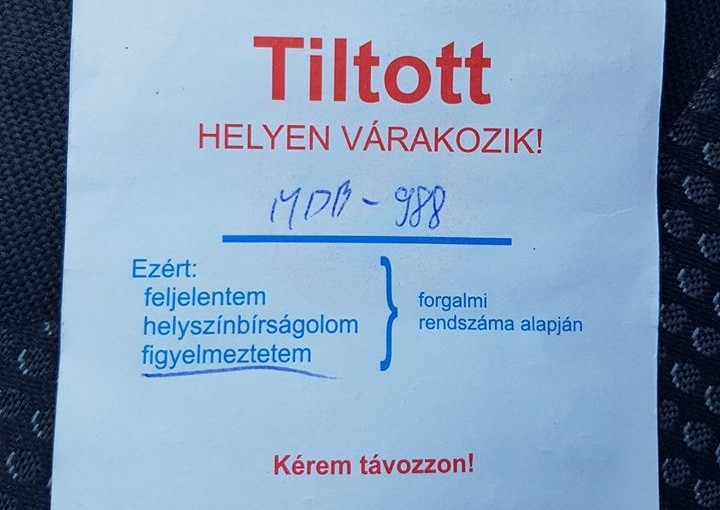 Tiltott
HELYEN VÁRAKOZIK!
MDB-988
Ezért:
feljelentem
helyszínbírságolom
figyelmeztetem
forgalmi
rendszáma alapján
Kérem távozzon!